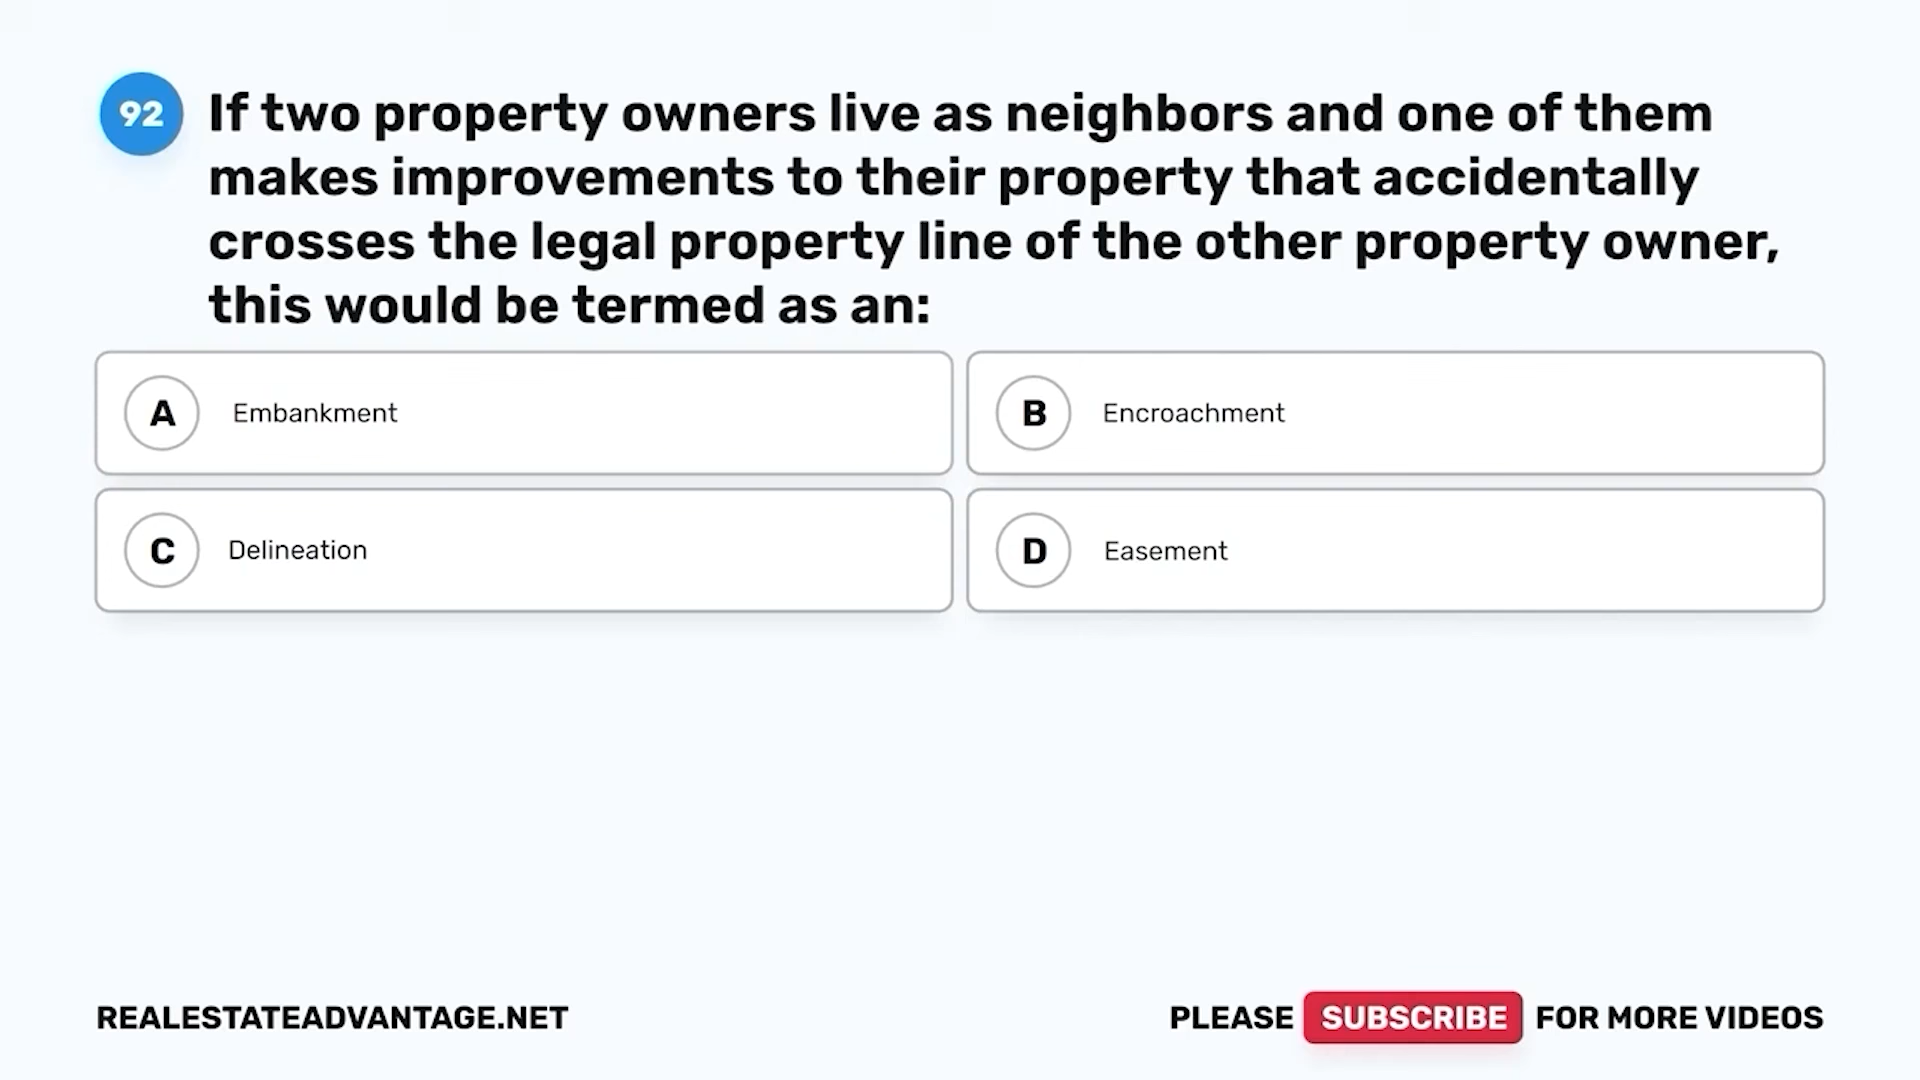 92
If two property owners live as neighbors and one of them
makes improvements to their property that accidentally
crosses the legal property line of the other property owner,
this would be termed as an:
A Embankment
B Encroachment
C Delineation
D Easement
REALESTATEADVANTAGE.NET
PLEASE SUBSCRIBE FOR MORE VIDEOS